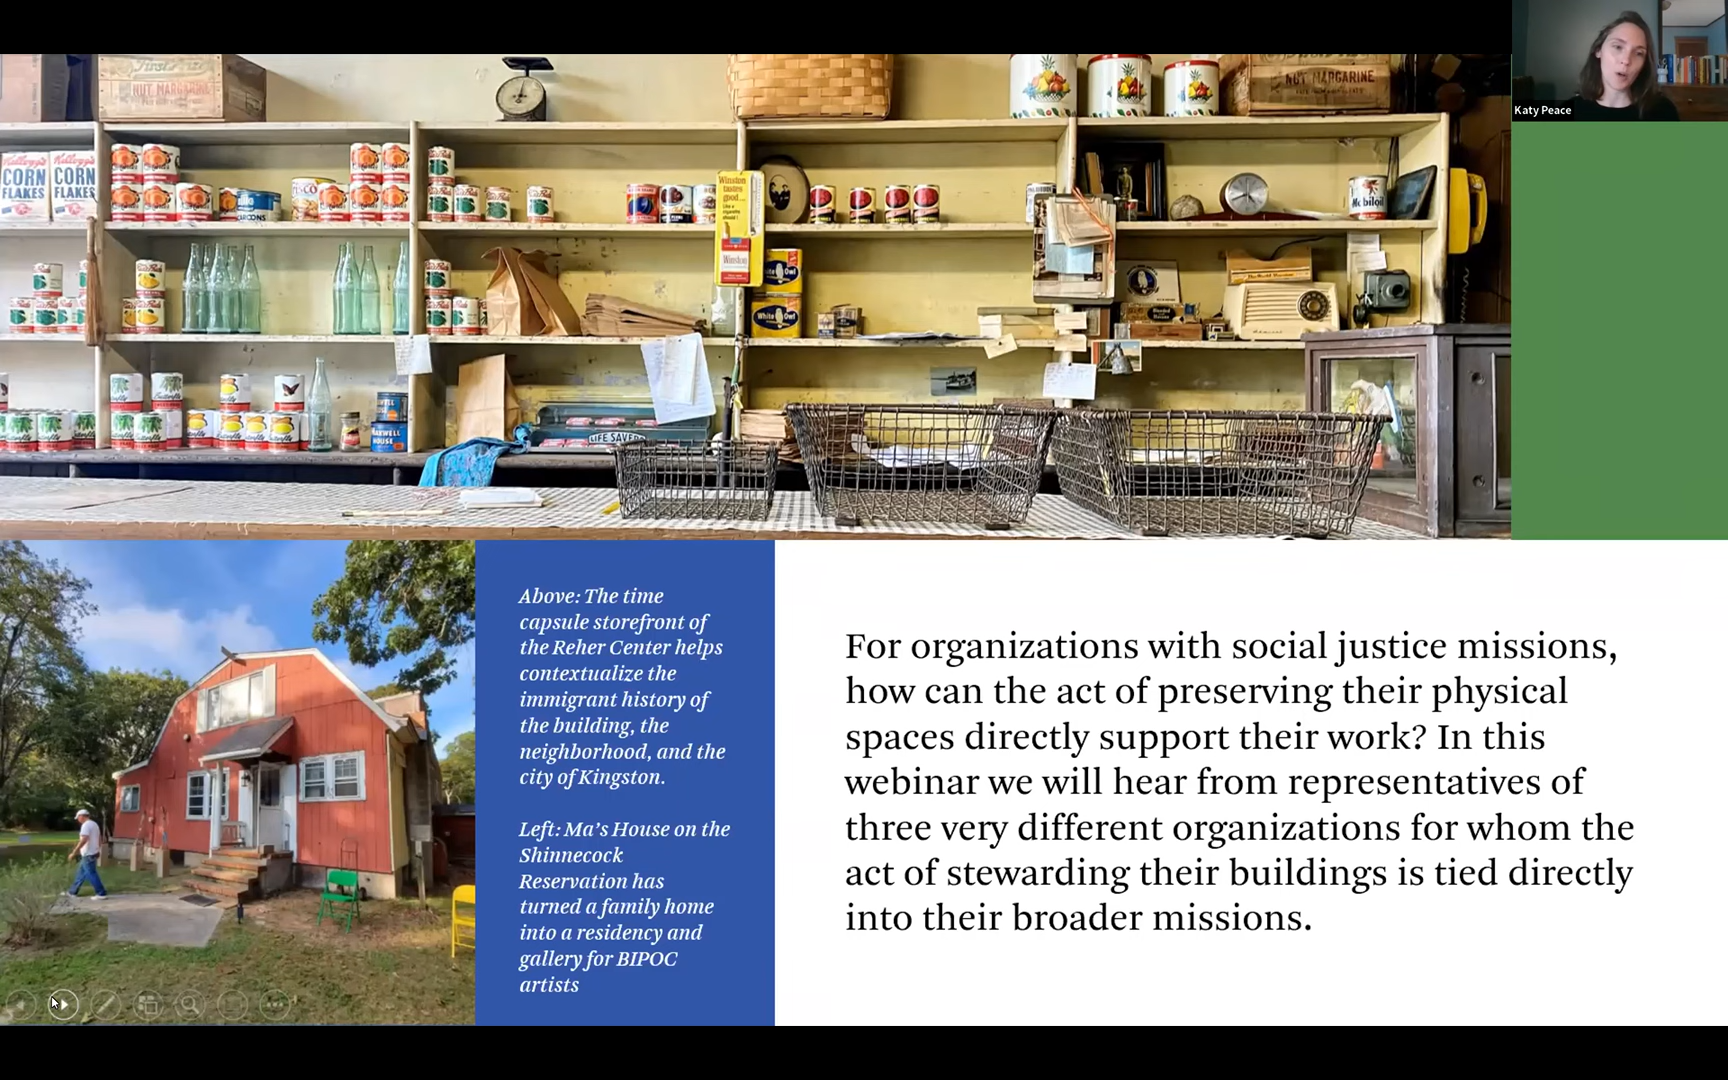 Katy Peace
NUT MARGARINE
NUT MARGARINE
Kellogg's
CORN
FLAKES
Kellogg's
CORN
FLAKES
Winston
tastes
good...
Winston
Mobiloil
White Owl
White Owl
LIFE SAVERS
MAXWELL
HOUSE
Above: The time
capsule storefront of
the Reher Center helps
contextualize the
immigrant history of
the building, the
neighborhood, and the
city of Kingston.
Left: Ma's House on the
Shinnecock
Reservation has
turned a family home
into a residency and
gallery for BIPOC
artists
For organizations with social justice missions,
how can the act of preserving their physical
spaces directly support their work? In this
webinar we will hear from representatives of
three very different organizations for whom the
act of stewarding their buildings is tied directly
into their broader missions.